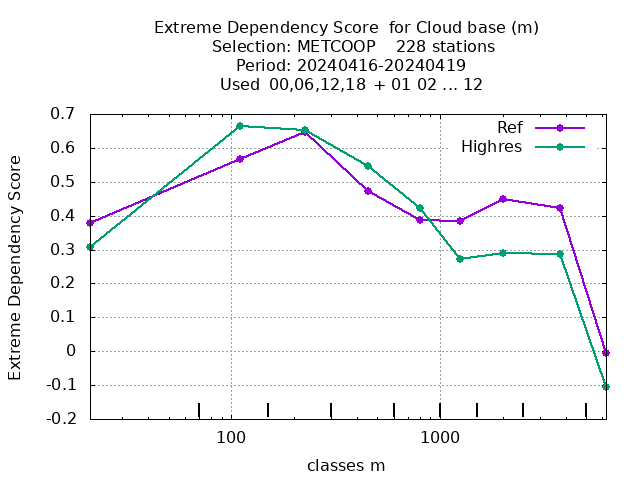 Extreme Dependency Score  for Cloud base (m)
Selection: METCOOP    228 stations
Period: 20240416-20240419
Used  00,06,12,18  + 01 02 ... 12
Ref
Highres
Extreme Dependency Score
0.7
0.6
0.5
0.4
0.3
0.2
0.1
0
-0.1
-0.2
100
1000
classes m